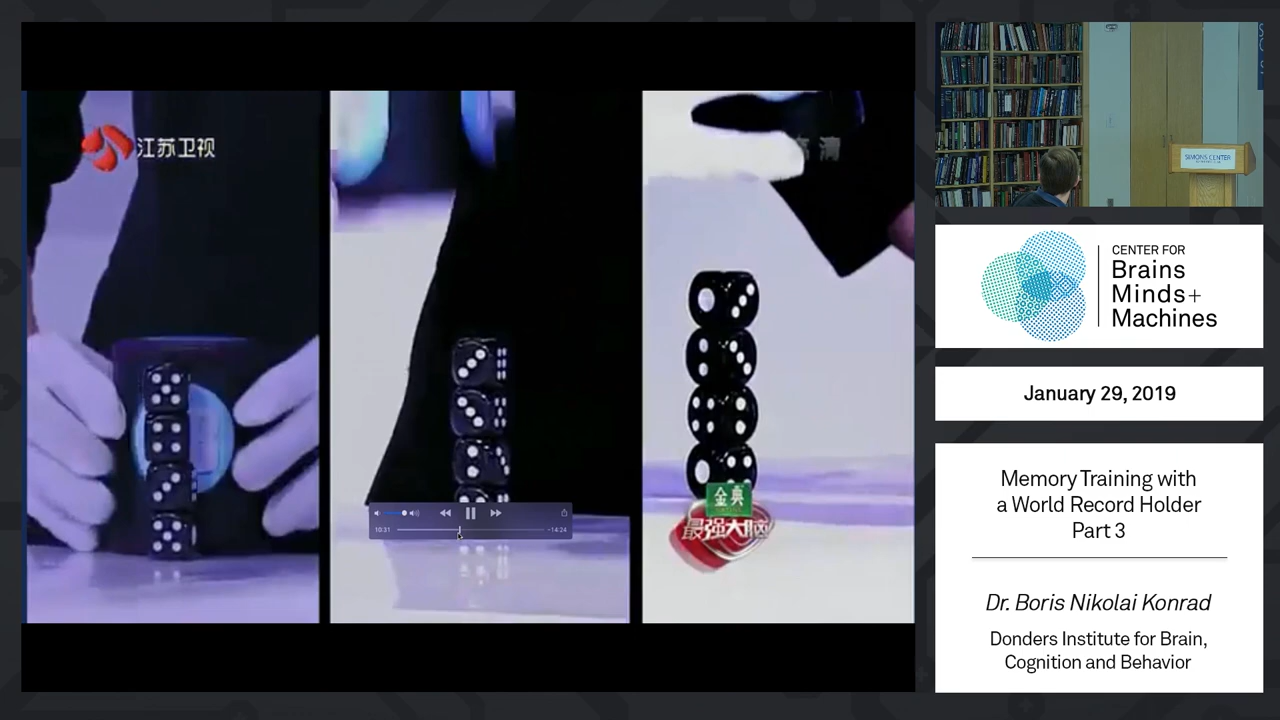 江苏卫视
清
10:31
-14:24
金典
最强大脑
SIMONS CENTER
CENTER FOR
Brains
Minds+
Machines
January 29, 2019
Memory Training with
a World Record Holder
Part 3
Dr. Boris Nikolai Konrad
Donders Institute for Brain,
Cognition and Behavior